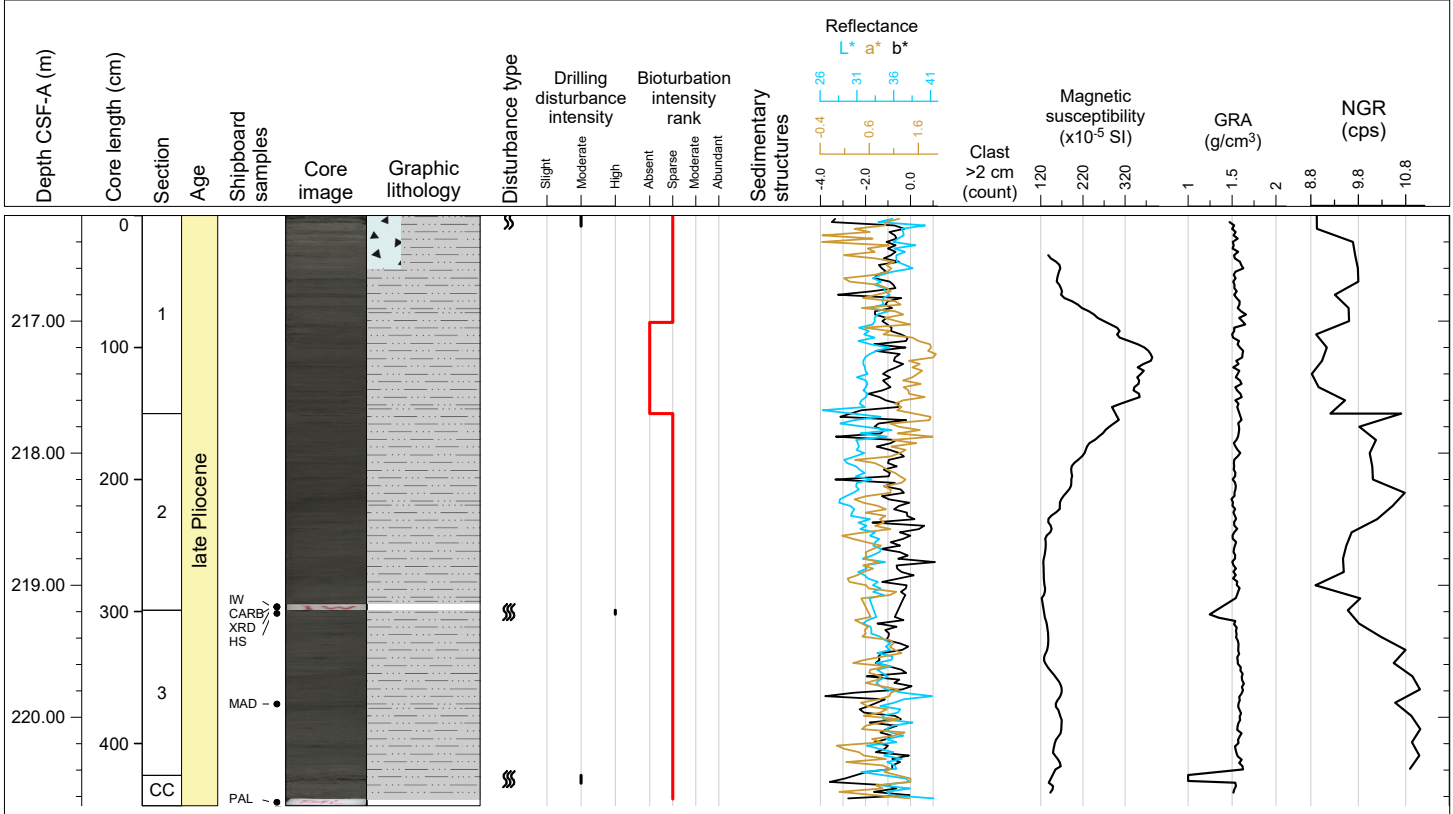 Depth CSF-A (m)
Core length (cm)
Section
Age
Shipboard
samples
Core
image
Graphic
lithology
Disturbance type
Drilling
disturbance
intensity
Slight
Moderate
High
Bioturbation
intensity
rank
Absent
Sparse
Moderate
Abundant
Sedimentary
structures
Reflectance
L* a* b*
26 31 36 41
-0.4 0.6 1.6
-4.0 -2.0 0.0
Clast
>2 cm
(count)
Magnetic
susceptibility
(x10-5 SI)
120 220 320
GRA
(g/cm3)
1 1.5 2
NGR
(cps)
8.8 9.8 10.8
0
1
217.00
100
218.00
200
2
late Pliocene
219.00
IW
300
CARB
XRD
HS
3
MAD
220.00
400
CC
PAL